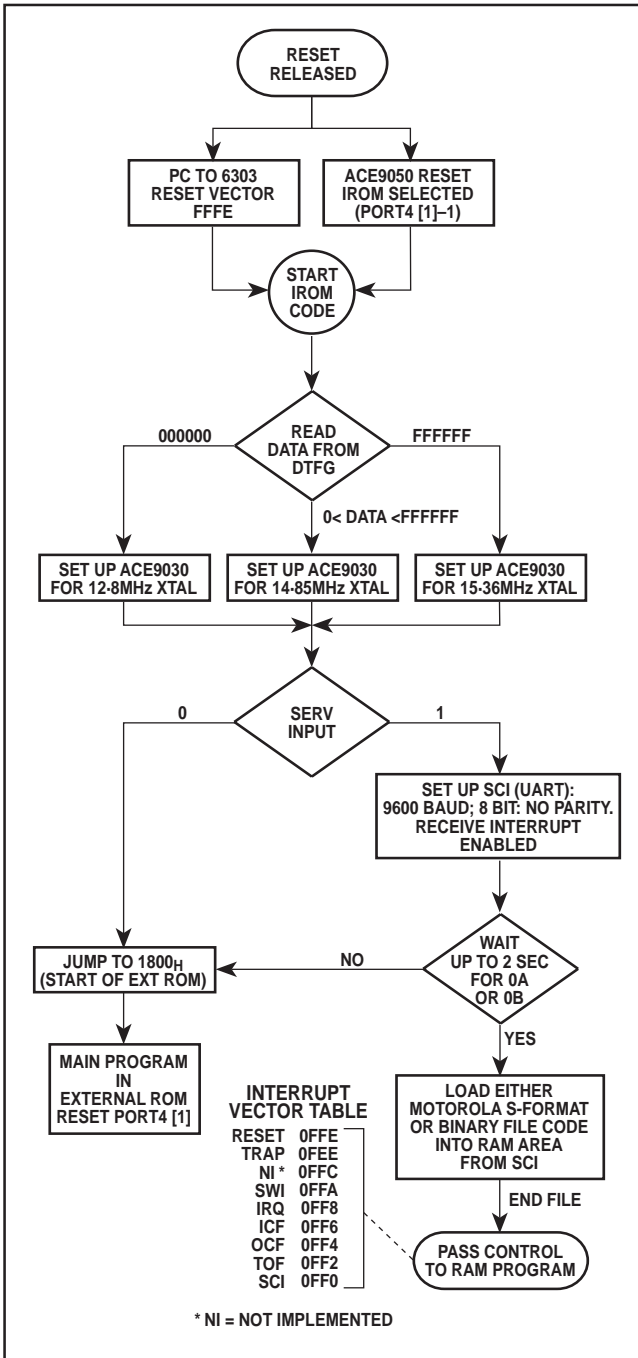 RESET
RELEASED
PC TO 6303
RESET VECTOR
FFFE
ACE9050 RESET
IROM SELECTED
(PORT4 [1]–1)
START
IROM
CODE
READ
DATA FROM
DTFG
000000
FFFFFF
0< DATA <FFFFFF
SET UP ACE9030
FOR 12·8MHz XTAL
SET UP ACE9030
FOR 14·85MHz XTAL
SET UP ACE9030
FOR 15·36MHz XTAL
SERV
INPUT
0
1
SET UP SCI (UART):
9600 BAUD; 8 BIT: NO PARITY.
RECEIVE INTERRUPT
ENABLED
WAIT
UP TO 2 SEC
FOR 0A
OR 0B
NO
YES
JUMP TO 1800H
(START OF EXT ROM)
MAIN PROGRAM
IN
EXTERNAL ROM
RESET PORT4 [1]
LOAD EITHER
MOTOROLA S-FORMAT
OR BINARY FILE CODE
INTO RAM AREA
FROM SCI
END FILE
PASS CONTROL
TO RAM PROGRAM
INTERRUPT
VECTOR TABLE
RESET 0FFE
TRAP 0FEE
NI * 0FFC
SWI 0FFA
IRQ 0FF8
ICF 0FF6
OCF 0FF4
TOF 0FF2
SCI 0FF0
* NI = NOT IMPLEMENTED